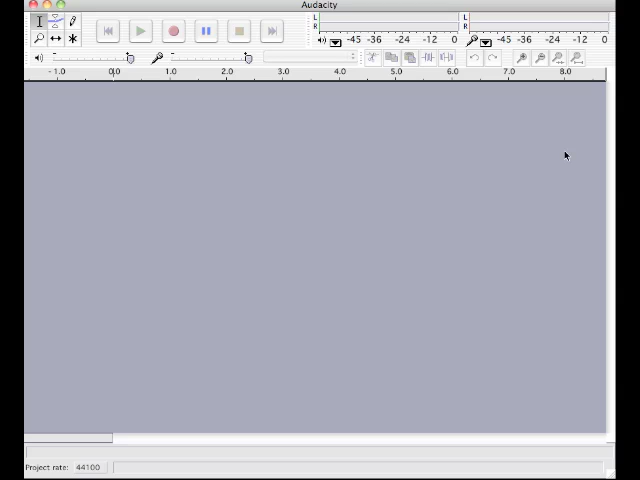 Audacity
L L
R R
-45 -36 -24 -12 0 -45 -36 -24 -12 0
- + - +
-1.0 0.0 1.0 2.0 3.0 4.0 5.0 6.0 7.0 8.0
Project rate: 44100